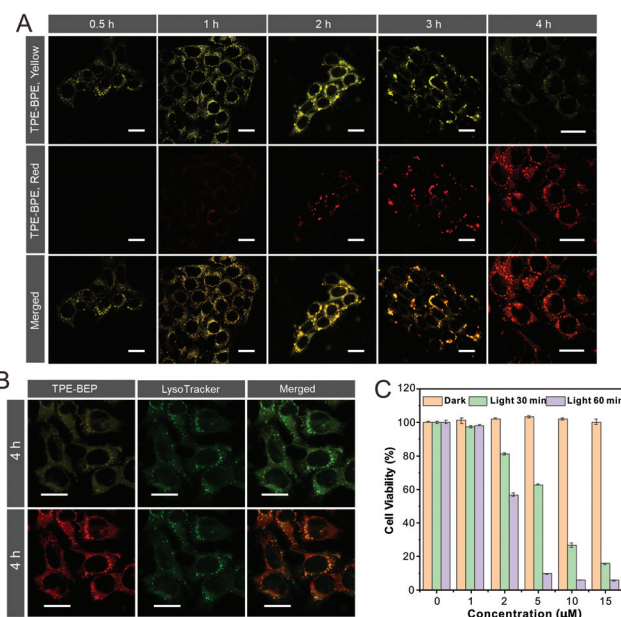 A
0.5 h
1 h
2 h
3 h
4 h
TPE-BPE, Yellow
TPE-BPE, Red
Merged
B
TPE-BEP
LysoTracker
Merged
4 h
4 h
C
Dark
Light 30 min
Light 60 min
Cell Viability (%)
120
100
80
60
40
20
0
0
1
2
5
10
15
Concentration (μM)